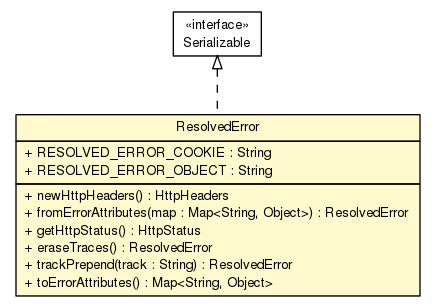 «interface»
Serializable
ResolvedError
+ RESOLVED_ERROR_COOKIE : String
+ RESOLVED_ERROR_OBJECT : String
+ newHttpHeaders() : HttpHeaders
+ fromErrorAttributes(map : Map<String, Object>) : ResolvedError
+ getHttpStatus() : HttpStatus
+ eraseTraces() : ResolvedError
+ trackPrepend(track : String) : ResolvedError
+ toErrorAttributes() : Map<String, Object>